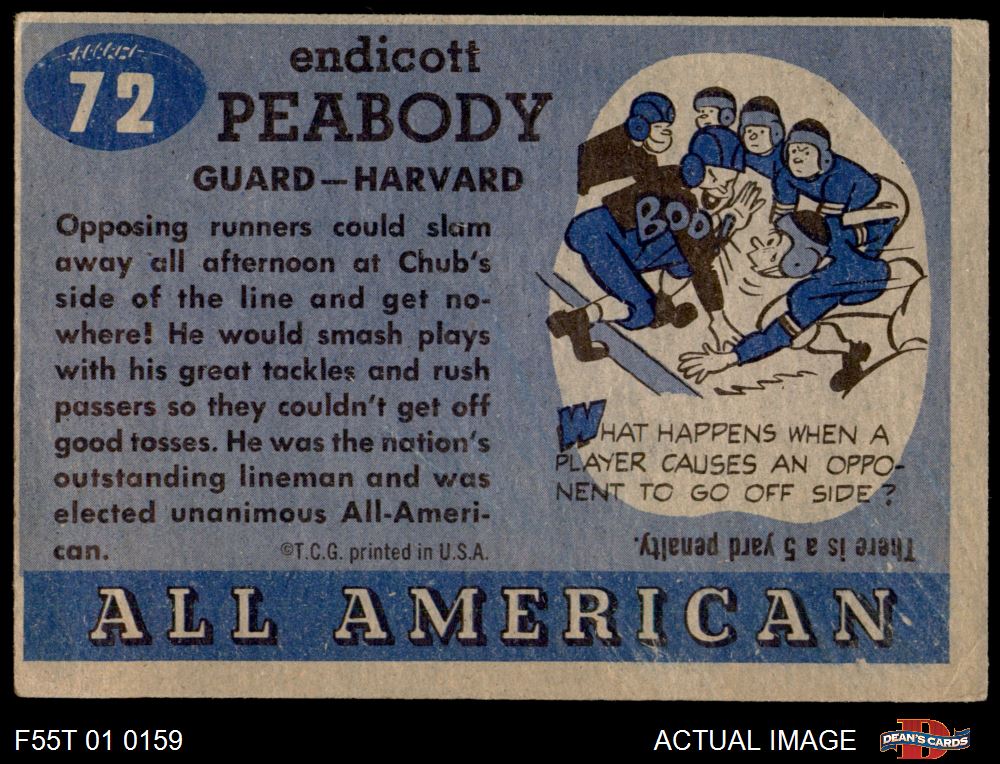 72
endicott
PEABODY
GUARD—HARVARD
Opposing runners could slam
away all afternoon at Chub's
side of the line and get no-
where! He would smash plays
with his great tackles and rush
passers so they couldn't get off
good tosses. He was the nation's
outstanding lineman and was
elected unanimous All-Ameri-
can.
©T.C.G. printed in U.S.A.
BOO
WHAT HAPPENS WHEN A
PLAYER CAUSES AN OPPO-
NENT TO GO OFF SIDE?
There is a 5 yard penalty.
ALL AMERICAN
F55T 01 0159
ACTUAL IMAGE
D
DEAN'S CARDS